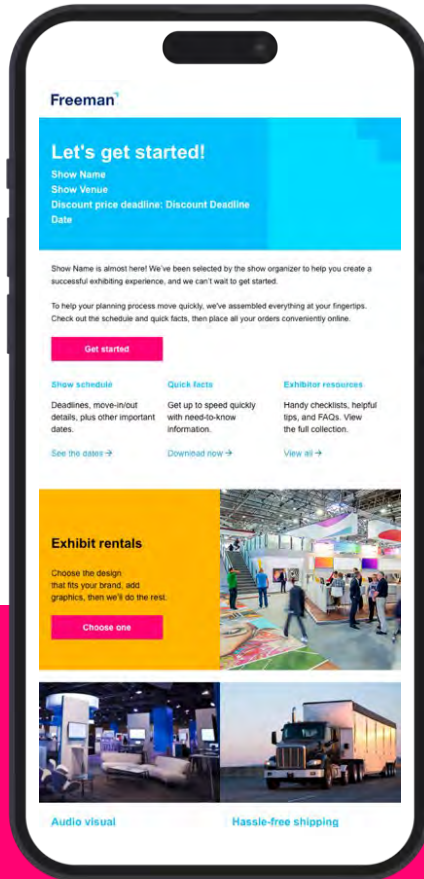 Freeman
Let's get started!
Show Name
Show Venue
Discount price deadline: Discount Deadline
Date
Show Name is almost here! We've been selected by the show organizer to help you create a
successful exhibiting experience, and we can't wait to get started.
To help your planning process move quickly, we've assembled everything at your fingertips.
Check out the schedule and quick facts, then place all your orders conveniently online.
Get started
Show schedule
Deadlines, move-in/out
details, plus other important
dates.
See the dates →
Quick facts
Get up to speed quickly
with need-to-know
information.
Download now →
Exhibitor resources
Handy checklists, helpful
tips, and FAQs. View
the full collection.
View all →
Exhibit rentals
Choose the design
that fits your brand, add
graphics, then we'll do the rest.
Choose one
Audio visual
Hassle-free shipping